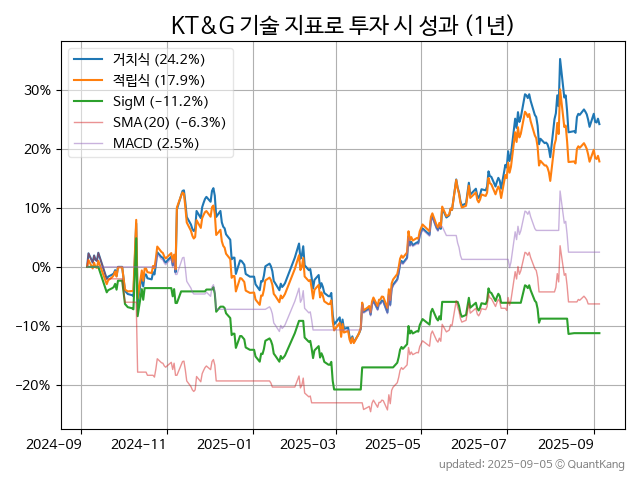 KT&G 기술 지표로 투자 시 성과 (1년)
거치식 (24.2%)
적립식 (17.9%)
SigM (−11.2%)
SMA(20) (−6.3%)
MACD (2.5%)
30%
20%
10%
0%
−10%
−20%
2024-09 2024-11 2025-01 2025-03 2025-05 2025-07 2025-09
updated: 2025-09-05 ⓒ QuantKang